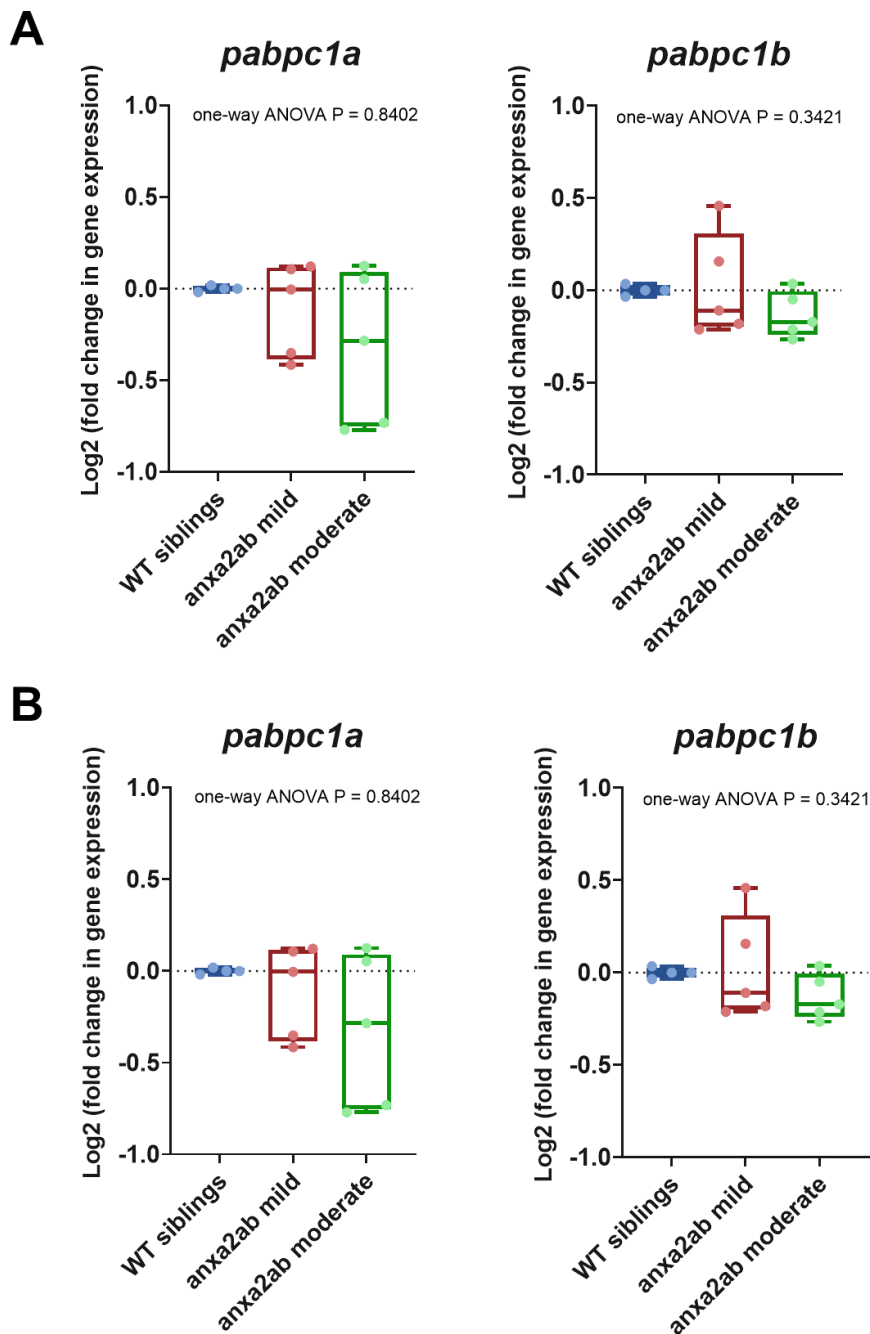 A
pabpc1a
one-way ANOVA P = 0.8402
Log2 (fold change in gene expression)
1.0
0.5
0.0
-0.5
-1.0
WT siblings
anxa2ab mild
anxa2ab moderate
pabpc1b
one-way ANOVA P = 0.3421
Log2 (fold change in gene expression)
1.0
0.5
0.0
-0.5
-1.0
WT siblings
anxa2ab mild
anxa2ab moderate
B
pabpc1a
one-way ANOVA P = 0.8402
Log2 (fold change in gene expression)
1.0
0.5
0.0
-0.5
-1.0
WT siblings
anxa2ab mild
anxa2ab moderate
pabpc1b
one-way ANOVA P = 0.3421
Log2 (fold change in gene expression)
1.0
0.5
0.0
-0.5
-1.0
WT siblings
anxa2ab mild
anxa2ab moderate